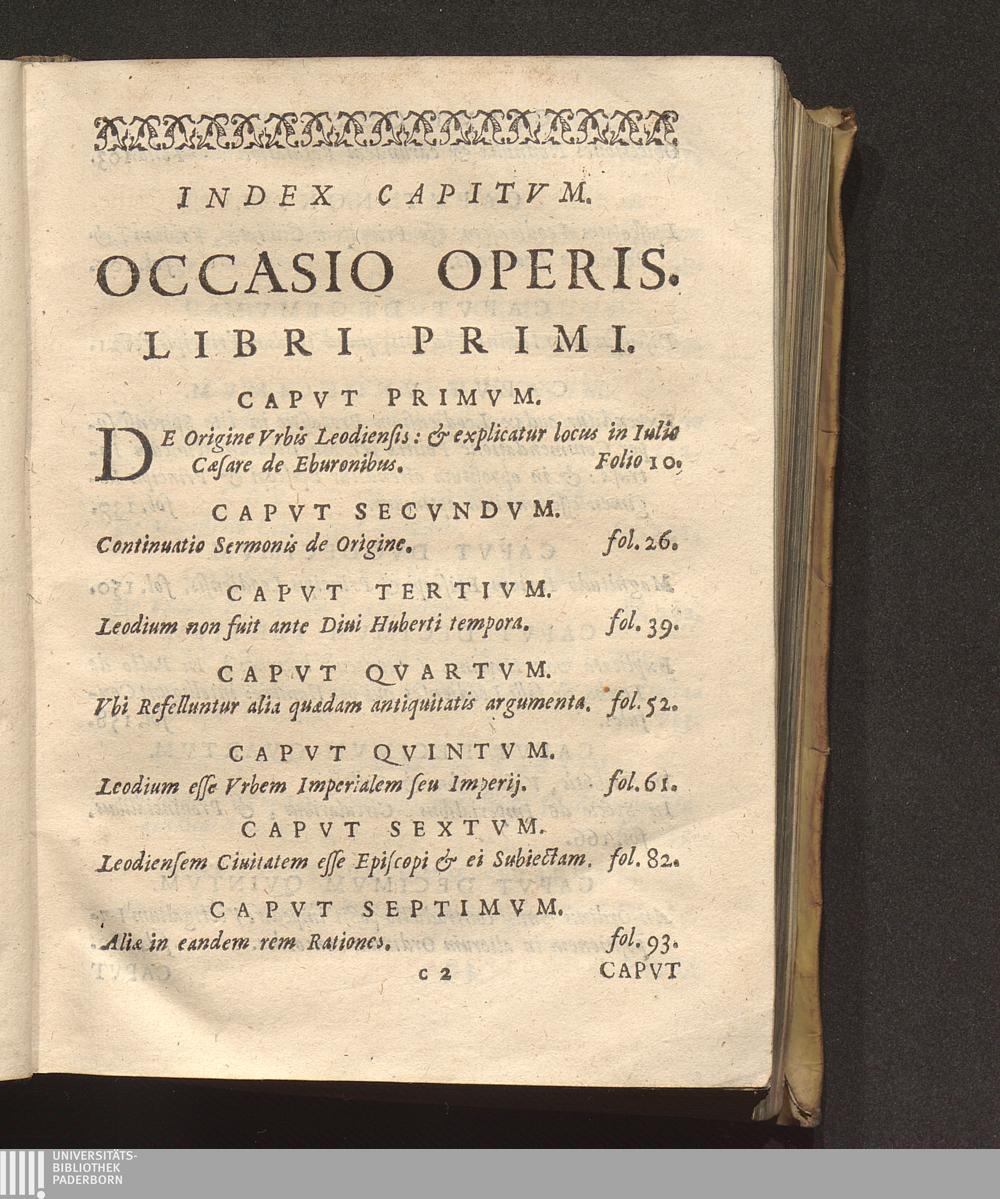 INDEX CAPITVM.
OCCASIO OPERIS.
LIBRI PRIMI.
CAPVT PRIMVM.
DE Origine Vrbis Leodiensis: & explicatur locus in Iulio
Cæsare de Eburonibus. Folio 10.
CAPVT SECVNDVM.
Continuatio Sermonis de Origine. fol. 26.
CAPVT TERTIVM.
Leodium non fuit ante Diui Huberti tempora. fol. 39.
CAPVT QVARTVM.
Vbi Refelluntur alia quædam antiquitatis argumenta. fol. 52.
CAPVT QVINTVM.
Leodium esse Vrbem Imperialem seu Imperij. fol. 61.
CAPVT SEXTVM.
Leodiensem Ciuitatem esse Episcopi & ei Subiectam. fol. 82.
CAPVT SEPTIMVM.
Aliæ in eandem rem Rationes. fol. 93.
c 2 CAPVT
UNIVERSITÄTS-
BIBLIOTHEK
PADERBORN